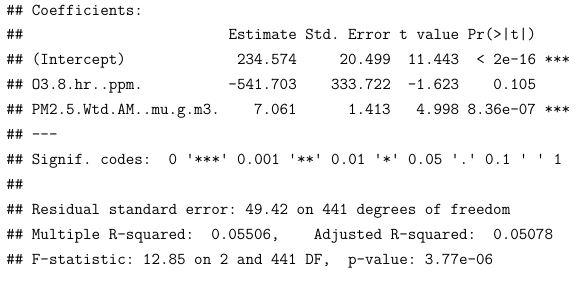 ## Coefficients:
##                       Estimate Std. Error t value Pr(>|t|)
## (Intercept)            234.574     20.499  11.443  < 2e-16 ***
## O3.8.hr..ppm.         -541.703    333.722  -1.623    0.105
## PM2.5.Wtd.AM..mu.g.m3.   7.061      1.413   4.998 8.36e-07 ***
## ---
## Signif. codes:  0 '***' 0.001 '**' 0.01 '*' 0.05 '.' 0.1 ' ' 1
##
## Residual standard error: 49.42 on 441 degrees of freedom
## Multiple R-squared:  0.05506,    Adjusted R-squared:  0.05078
## F-statistic: 12.85 on 2 and 441 DF,  p-value: 3.77e-06